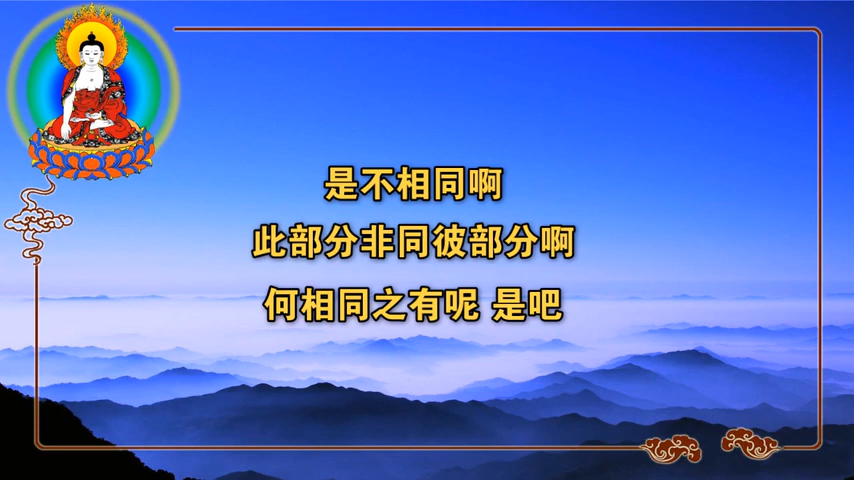 是不相同啊
此部分非同彼部分啊
何相同之有呢 是吧